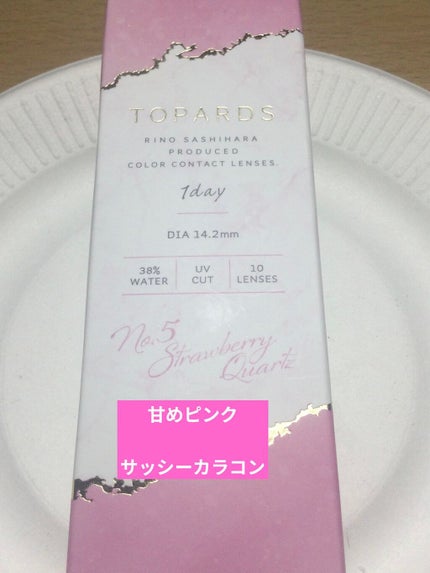 TOPARDS
RINO SASHIHARA
PRODUCED
COLOR CONTACT LENSES.
1day
DIA 14.2mm
38% WATER
UV CUT
10 LENSES
No.5
Strawberry
Quartz
甘めピンク
サッシーカラコン